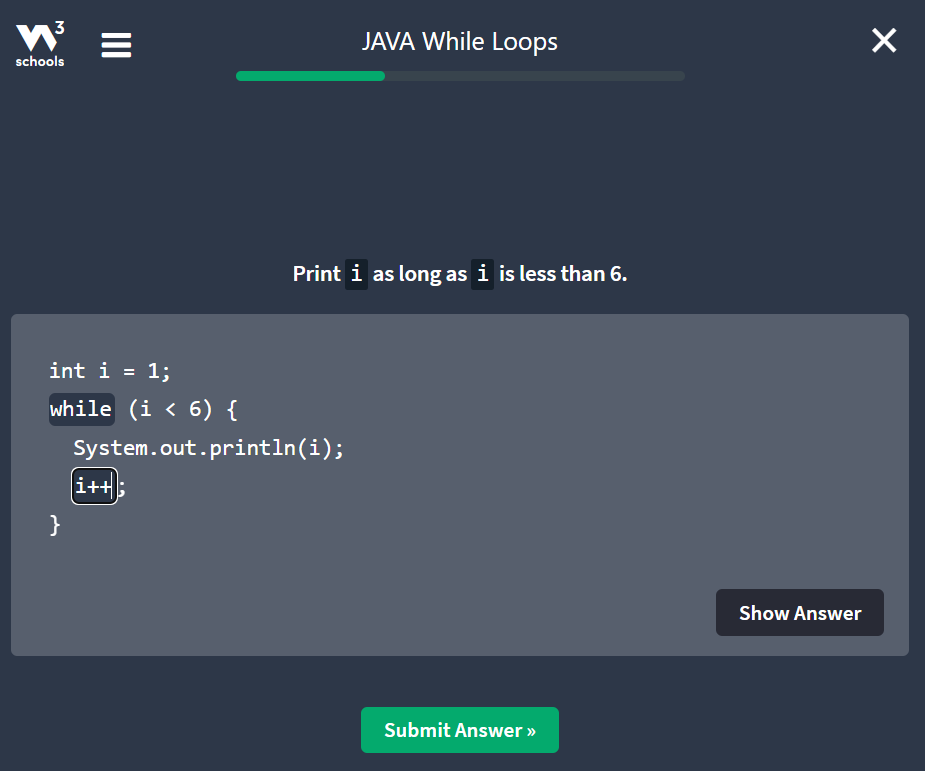 3
schools
JAVA While Loops
Print i as long as i is less than 6.
int i = 1;
while (i < 6) {
System.out.println(i);
i++;
}
Show Answer
Submit Answer »